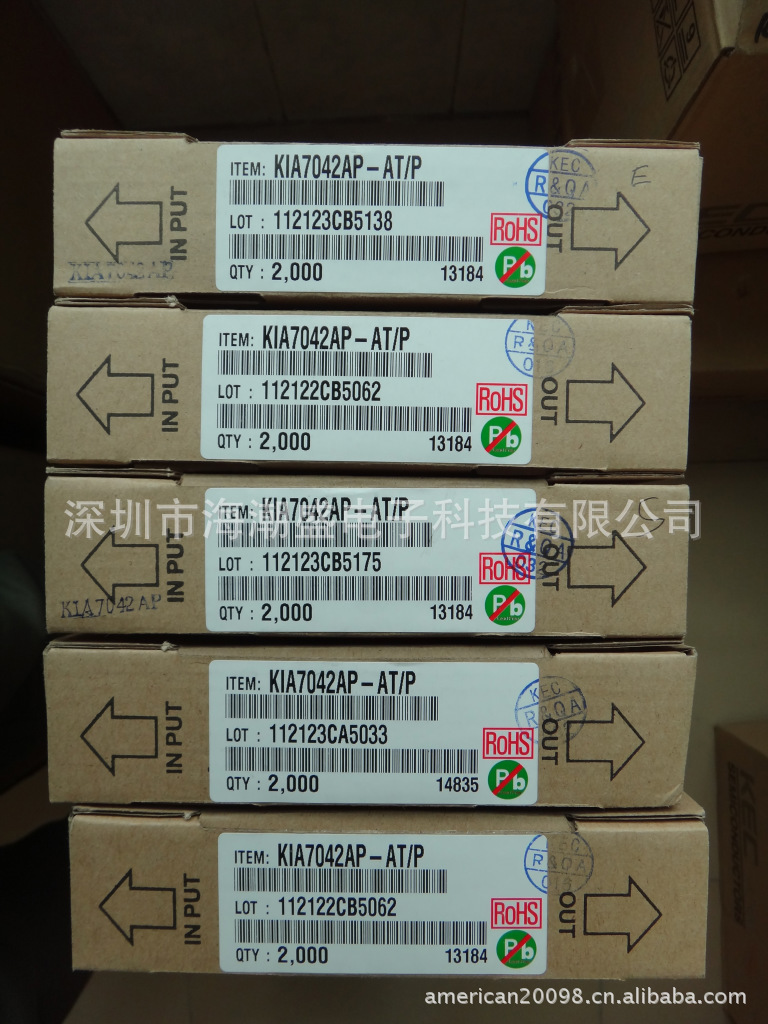 ITEM: KIA7042AP-AT/P
KEC
R&QA
E
LOT : 112123CB5138
IN PUT
OUT
RoHS
Pb
KIA7042AP
QTY : 2,000
13184
ITEM: KIA7042AP-AT/P
KEC
R&QA
LOT : 112122CB5062
IN PUT
OUT
RoHS
Pb
QTY : 2,000
13184
深圳市海潮盛电子科技有限公司
ITEM: KIA7042AP-AT/P
S
R&QA
LOT : 112123CB5175
IN PUT
OUT
RoHS
Pb
KIA7042AP
QTY : 2,000
13184
ITEM: KIA7042AP-AT/P
KEC
R&QA
LOT : 112123CA5033
IN PUT
OUT
RoHS
Pb
QTY : 2,000
14835
KEC
SEMICONDUCTORS
ITEM: KIA7042AP-AT/P
KEC
R&QA
LOT : 112122CB5062
IN PUT
OUT
RoHS
Pb
QTY : 2,000
13184
american20098.cn.alibaba.com